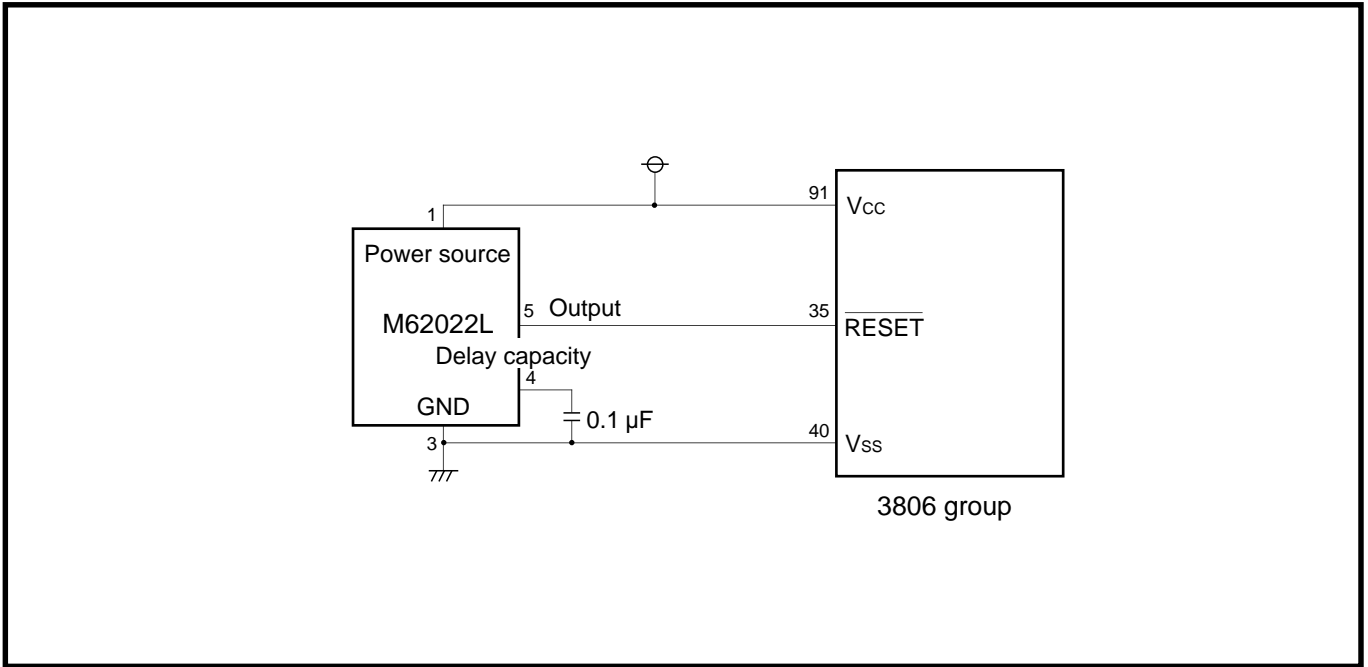 91
VCC
1
Power source
5 Output
35
RESET
M62022L
Delay capacity
4
GND
0.1 µF
3
40
VSS
3806 group